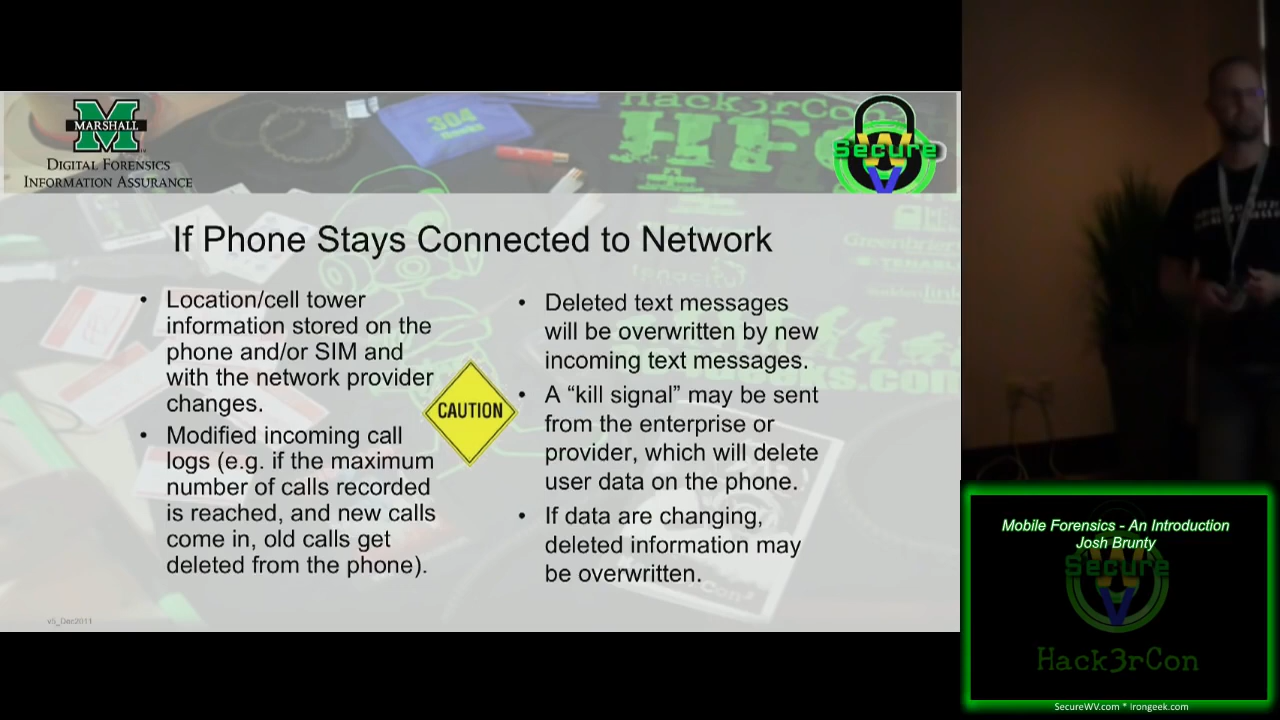 MARSHALL
DIGITAL FORENSICS
INFORMATION ASSURANCE
304
Geeks
Hack3rCon
Secure
W
V
If Phone Stays Connected to Network
• Location/cell tower
information stored on the
phone and/or SIM and
with the network provider
changes.
• Modified incoming call
logs (e.g. if the maximum
number of calls recorded
is reached, and new calls
come in, old calls get
deleted from the phone).
CAUTION
• Deleted text messages
will be overwritten by new
incoming text messages.
• A “kill signal” may be sent
from the enterprise or
provider, which will delete
user data on the phone.
• If data are changing,
deleted information may
be overwritten.
v5_Dec2011
Mobile Forensics - An Introduction
Josh Brunty
Secure
W
V
Hack3rCon
SecureWV.com * Irongeek.com